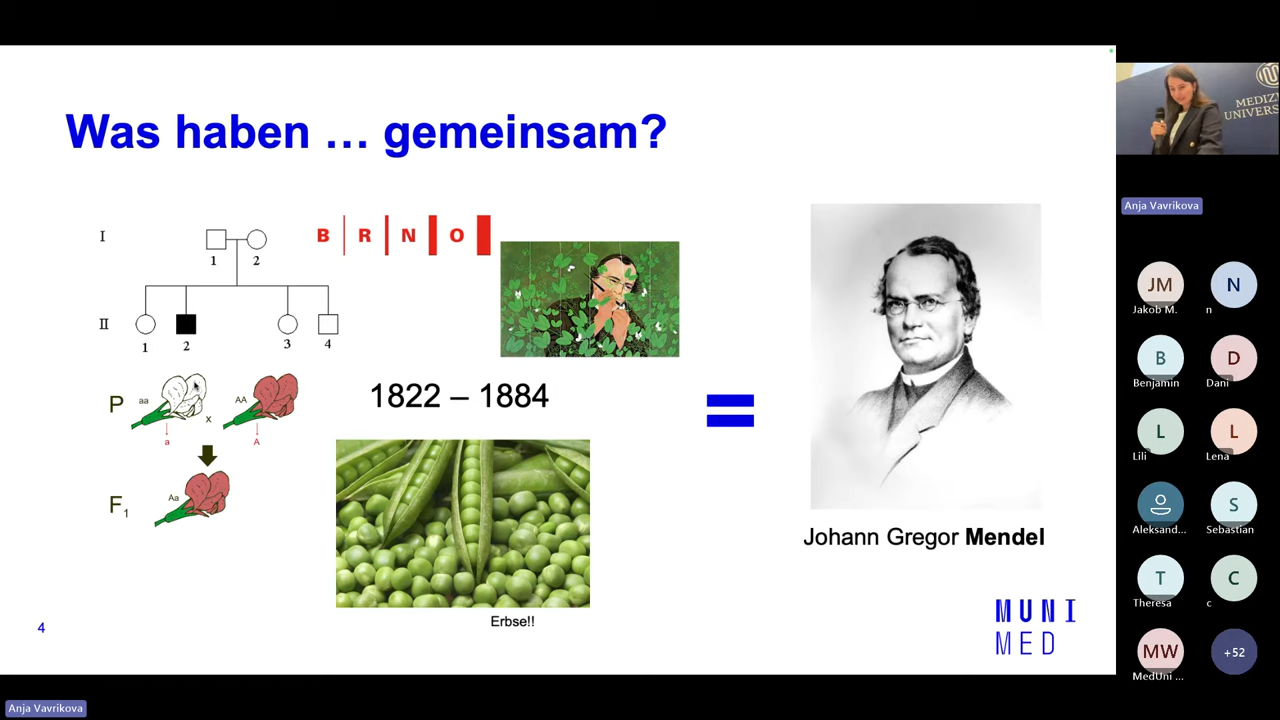 Was haben … gemeinsam?
I
1
2
II
1
2
3
4
B R N O
P
aa
a
x
AA
A
F1
Aa
1822 – 1884
Erbse!!
=
Johann Gregor Mendel
4
MUNI
MED
MEDIZI
UNIVERS
Anja Vavrikova
JM
Jakob M.
N
n
B
Benjamin
D
Dani
L
Lili
L
Lena
Aleksand...
S
Sebastian
T
Theresa
C
c
MW
MedUni ...
+52
Anja Vavrikova